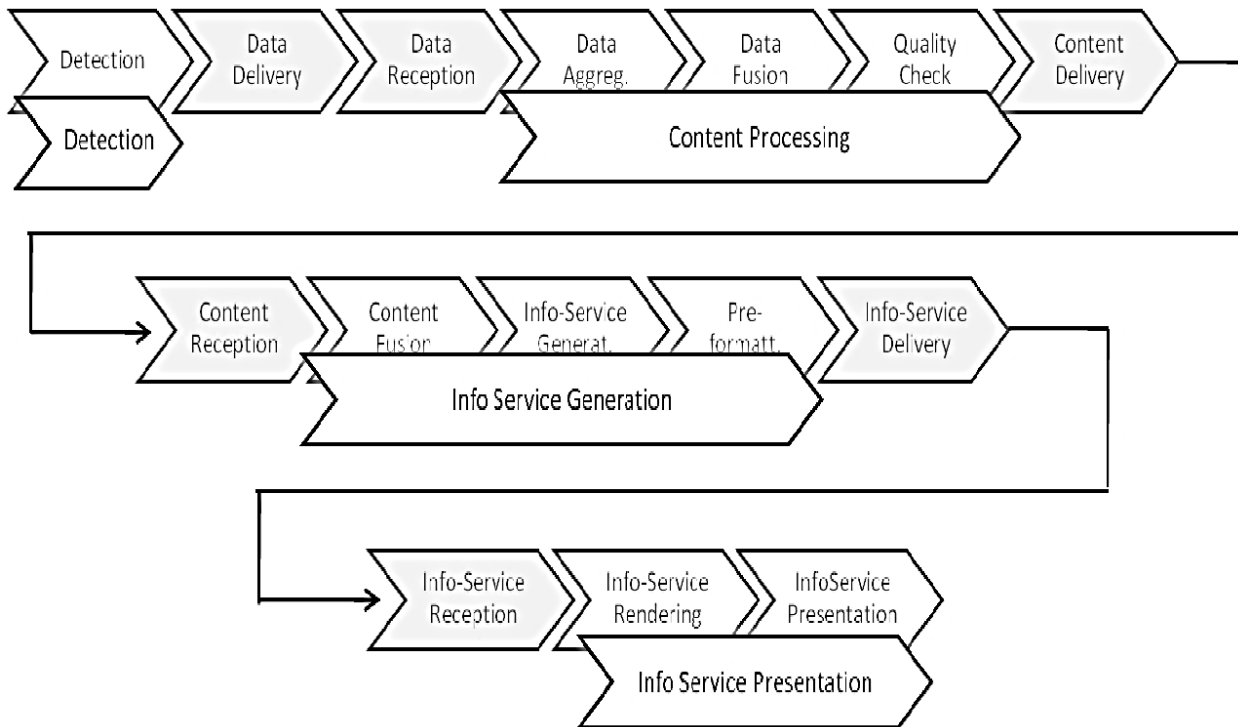 Detection
Data
Delivery
Data
Reception
Data
Aggreg.
Data
Fusion
Quality
Check
Content
Delivery
Detection
Content Processing
Content
Reception
Content
Fusion
Info-Service
Generat.
Pre-
formatt.
Info-Service
Delivery
Info Service Generation
Info-Service
Reception
Info-Service
Rendering
InfoService
Presentation
Info Service Presentation